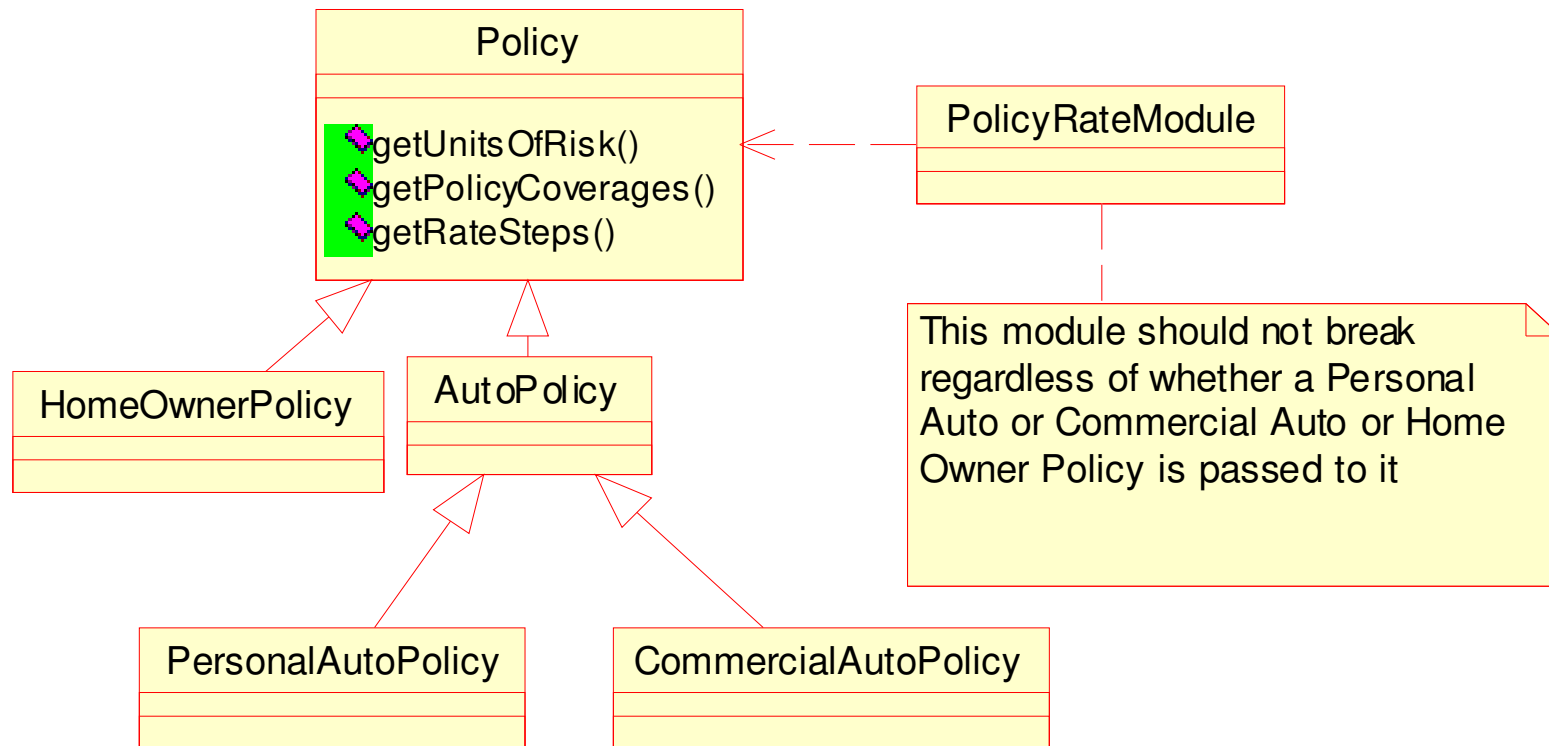 Policy
getUnitsOfRisk()
getPolicyCoverages()
getRateSteps()
PolicyRateModule
This module should not break
regardless of whether a Personal
Auto or Commercial Auto or Home
Owner Policy is passed to it
HomeOwnerPolicy
AutoPolicy
PersonalAutoPolicy
CommercialAutoPolicy